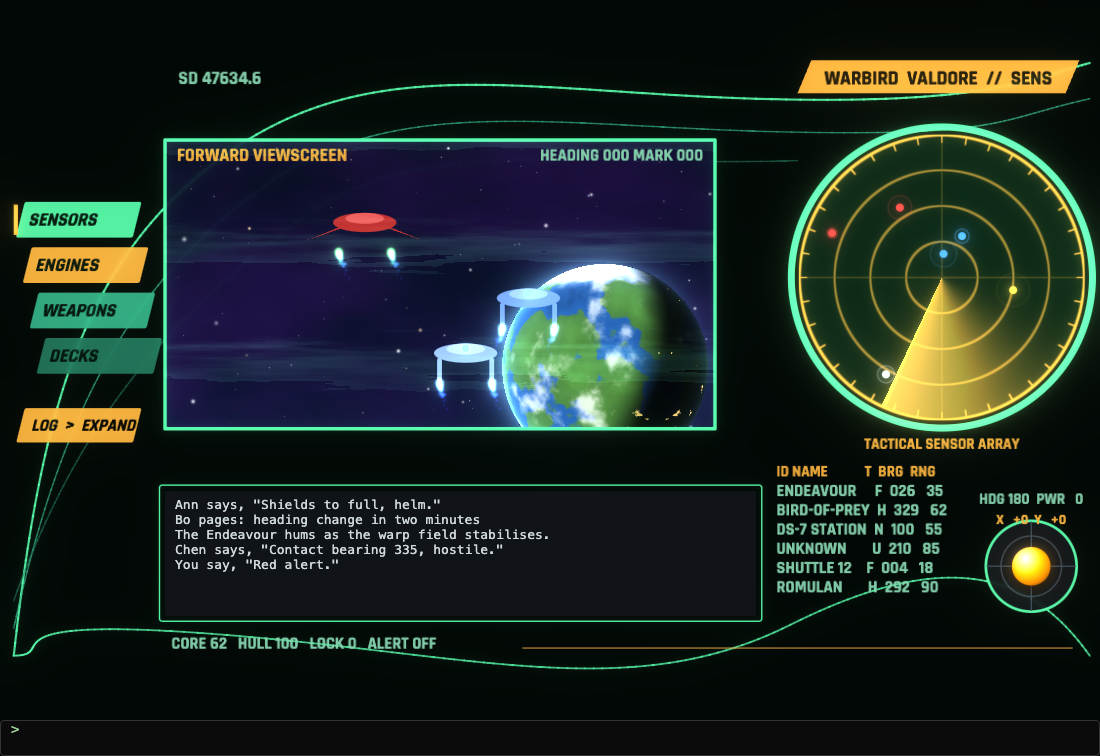 SD 47634.6
WARBIRD VALDORE // SENS
FORWARD VIEWSCREEN
HEADING 000 MARK 000
SENSORS
ENGINES
WEAPONS
DECKS
LOG > EXPAND
TACTICAL SENSOR ARRAY
ID NAME T BRG RNG
ENDEAVOUR F 026 35
BIRD-OF-PREY H 329 62
DS-7 STATION N 100 55
UNKNOWN U 210 85
SHUTTLE 12 F 004 18
ROMULAN H 292 90
HDG 180 PWR 0
X +0 Y +0
Ann says, "Shields to full, helm."
Bo pages: heading change in two minutes
The Endeavour hums as the warp field stabilises.
Chen says, "Contact bearing 335, hostile."
You say, "Red alert."
CORE 62 HULL 100 LOCK 0 ALERT OFF
>